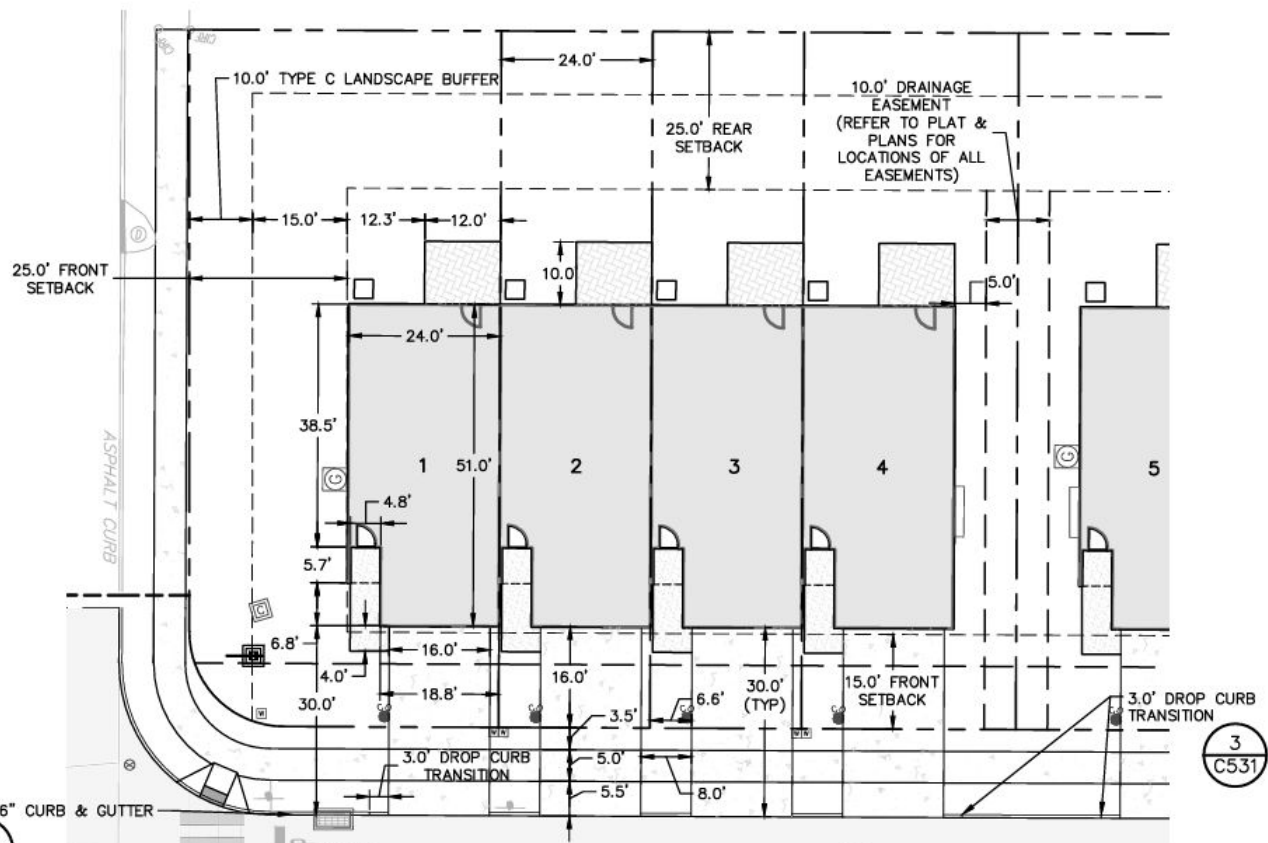 CIRF
CIRF
24.0'
10.0' TYPE C LANDSCAPE BUFFER
10.0' DRAINAGE
EASEMENT
(REFER TO PLAT &
PLANS FOR
LOCATIONS OF ALL
EASEMENTS)
25.0' REAR
SETBACK
15.0'
12.3'
12.0'
D
25.0' FRONT
SETBACK
10.0
5.0'
24.0'
38.5'
ASPHALT CURB
1
51.0'
2
3
4
5
G
G
4.8'
5.7'
C
6.8'
4.0'
16.0'
16.0'
30.0'
(TYP)
15.0' FRONT
SETBACK
30.0'
18.8'
6.6'
3.0' DROP CURB
TRANSITION
3.5'
3
C531
3.0' DROP CURB
TRANSITION
5.0'
8.0'
5.5'
6" CURB & GUTTER